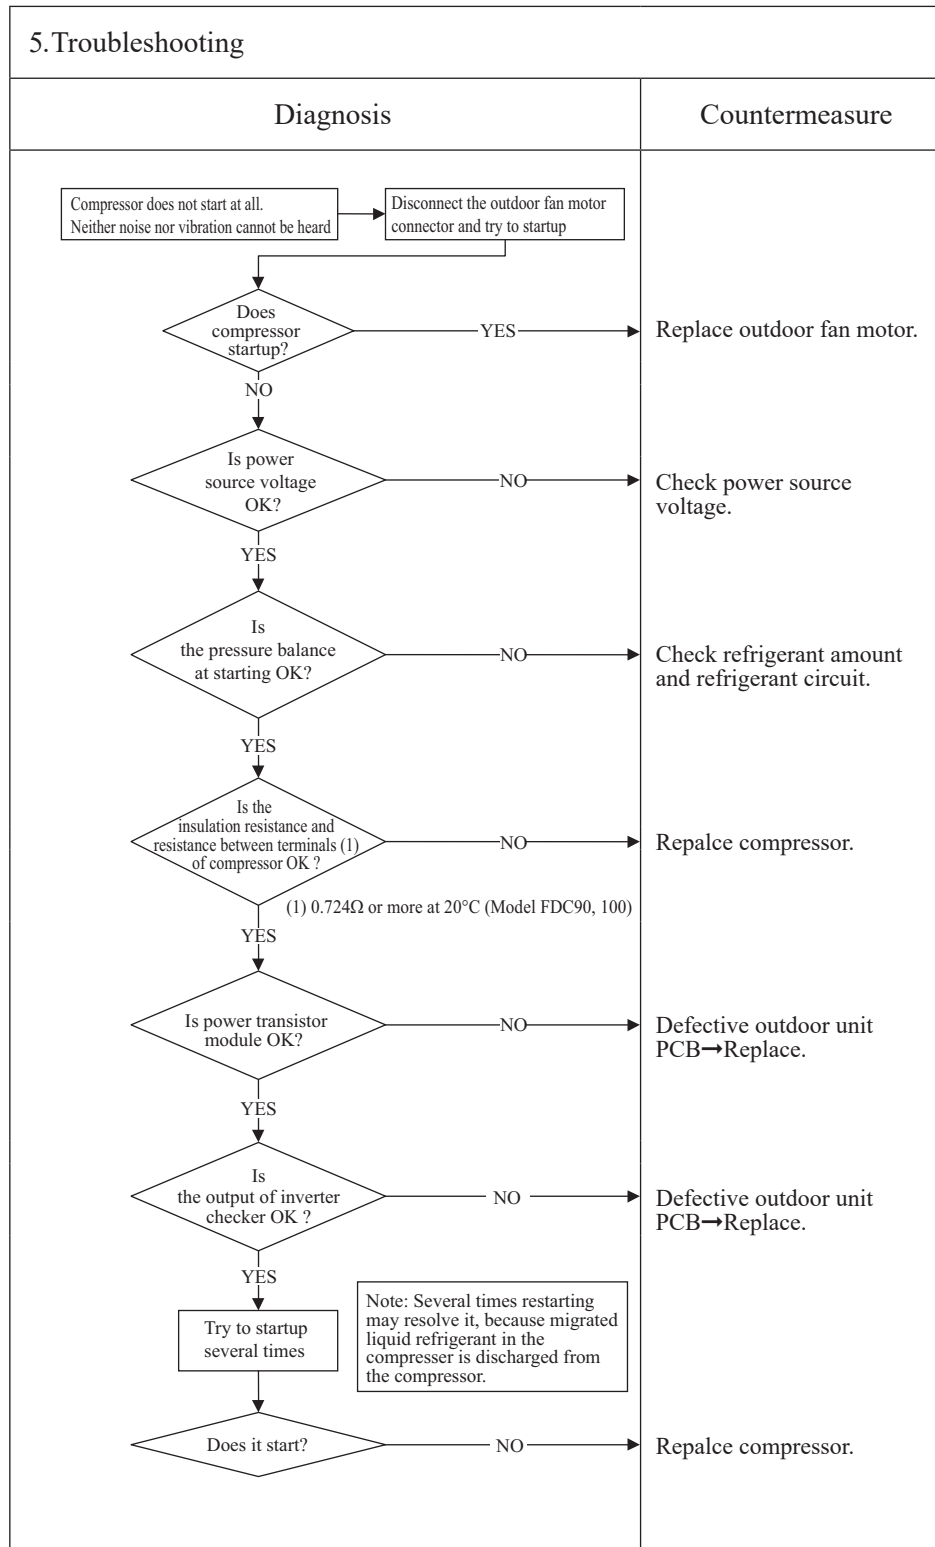 5.Troubleshooting
Diagnosis
Countermeasure
Compressor does not start at all.
Neither noise nor vibration cannot be heard
Disconnect the outdoor fan motor
connector and try to startup
Does
compressor
startup?
YES
Replace outdoor fan motor.
NO
Is power
source voltage
OK?
NO
Check power source
voltage.
YES
Is
the pressure balance
at starting OK?
NO
Check refrigerant amount
and refrigerant circuit.
YES
Is the
insulation resistance and
resistance between terminals (1)
of compressor OK ?
NO
Repalce compressor.
(1) 0.724Ω or more at 20°C (Model FDC90, 100)
YES
Is power transistor
module OK?
NO
Defective outdoor unit
PCB→Replace.
YES
Is
the output of inverter
checker OK ?
NO
Defective outdoor unit
PCB→Replace.
YES
Try to startup
several times
Note: Several times restarting
may resolve it, because migrated
liquid refrigerant in the
compresser is discharged from
the compressor.
Does it start?
NO
Repalce compressor.